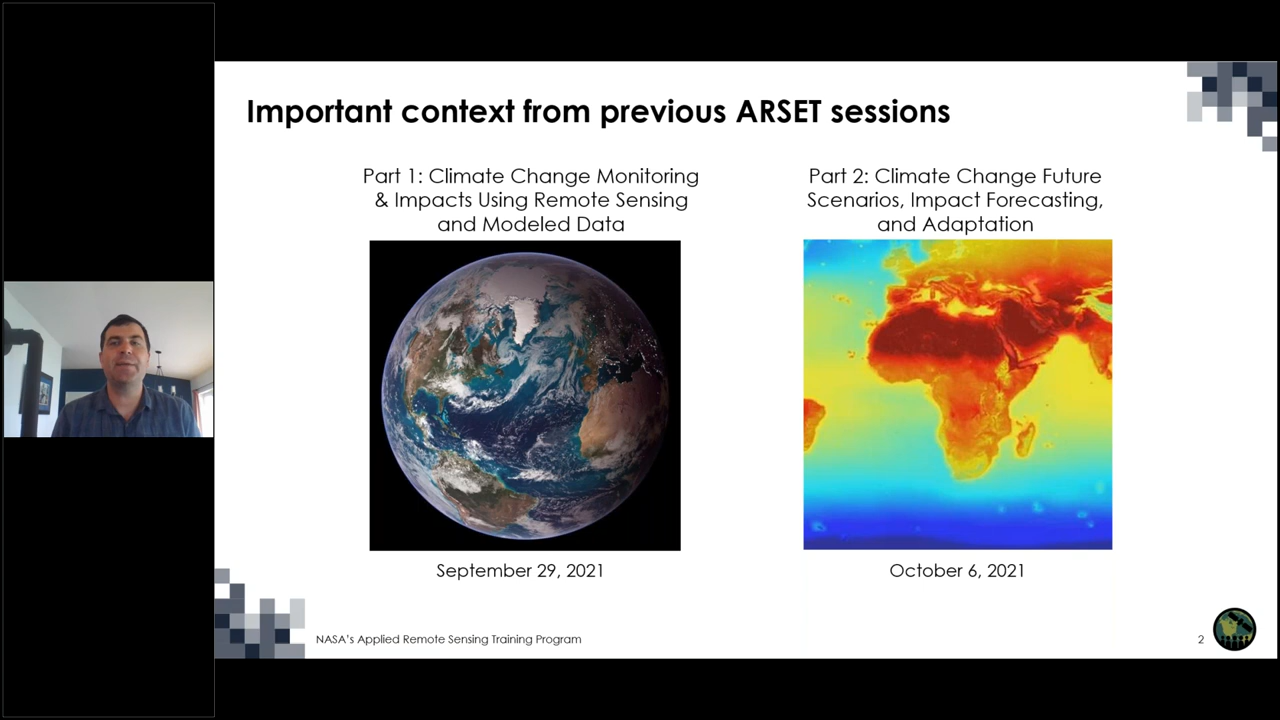 Important context from previous ARSET sessions
Part 1: Climate Change Monitoring
& Impacts Using Remote Sensing
and Modeled Data
Part 2: Climate Change Future
Scenarios, Impact Forecasting,
and Adaptation
September 29, 2021
October 6, 2021
NASA's Applied Remote Sensing Training Program
2